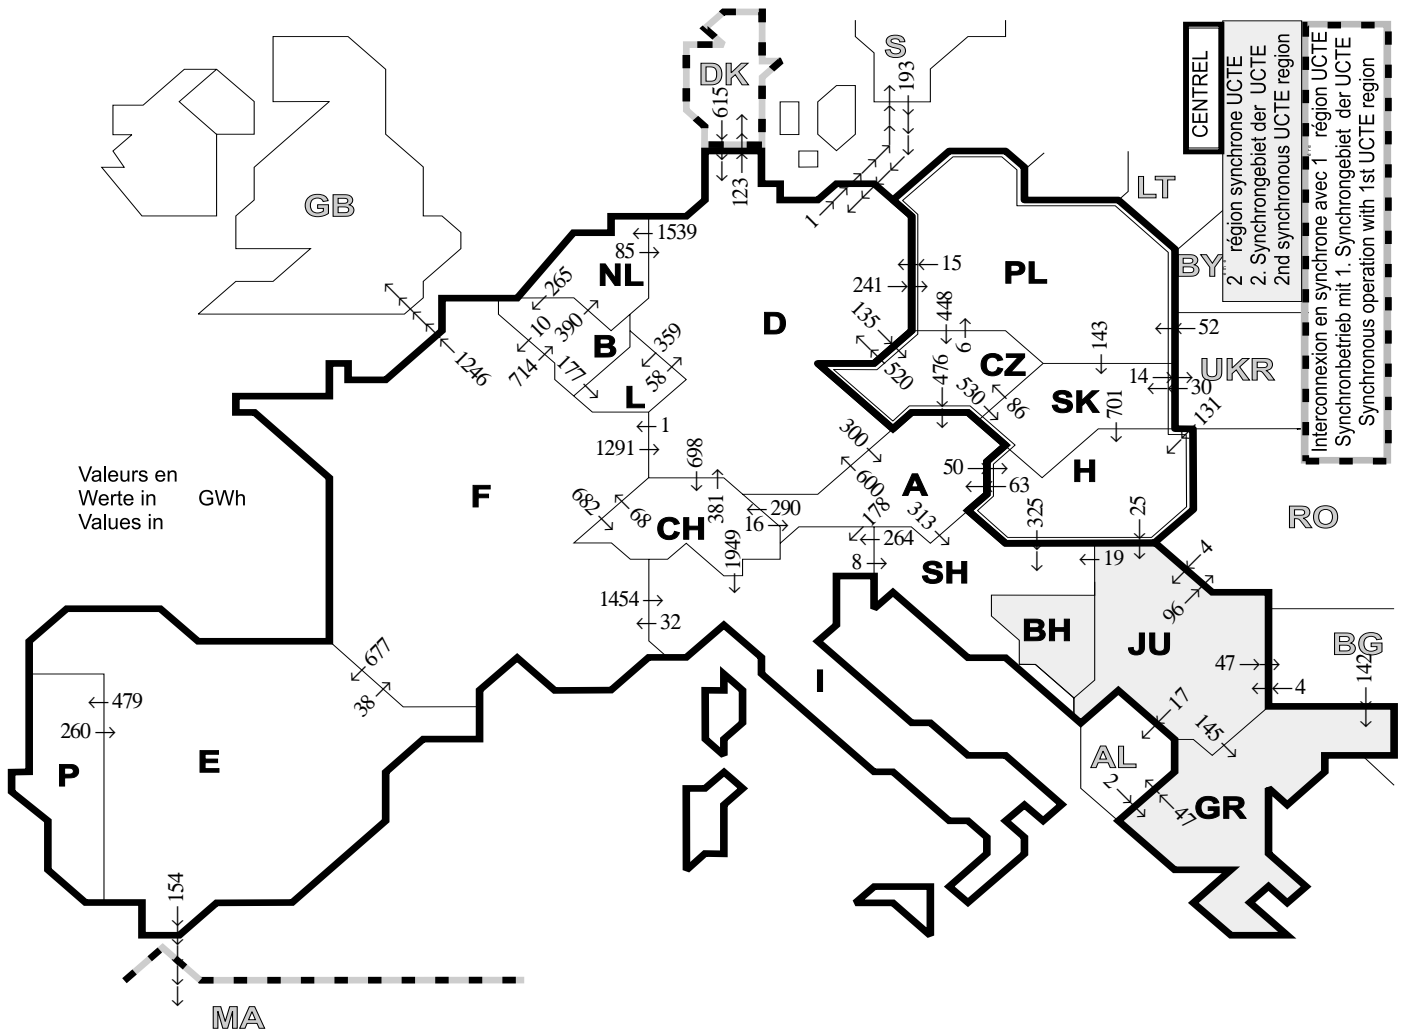 S
193
DK
615
123
1
GB
LT
BY
UKR
RO
BG
AL
MA
CENTREL
2 région synchrone UCTE
2. Synchrongebiet der UCTE
2nd synchronous UCTE region
Interconnexion en synchrone avec 1 région UCTE
Synchronbetrieb mit 1. Synchrongebiet der UCTE
Synchronous operation with 1st UCTE region
1539
85
NL
265
10
390
714
177
B
359
58
L
D
15
241
PL
448
6
135
520
143
52
CZ
476
530
86
SK
14
30
701
131
1246
Valeurs en
Werte in GWh
Values in
F
1
1291
698
381
300
600
A
50
63
H
682
68
CH
290
16
1949
178
264
8
313
SH
325
25
19
4
96
1454
32
BH
JU
I
677
38
479
260
P
E
47
4
142
17
145
2
47
GR
154